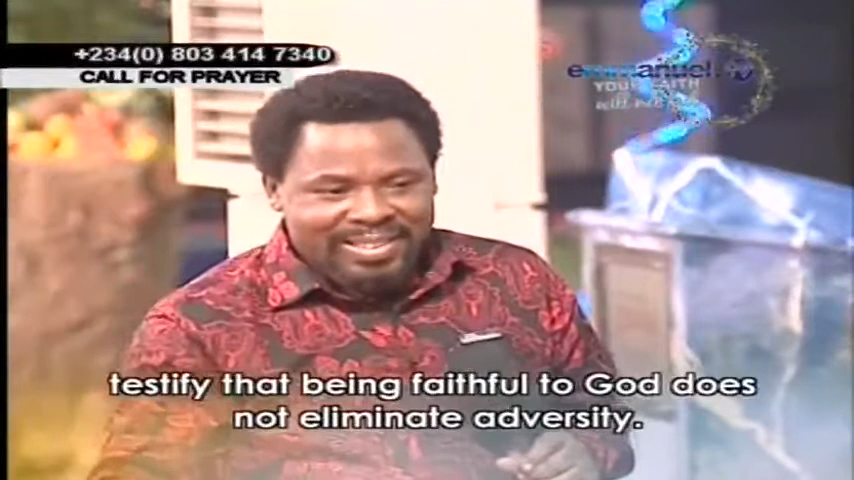 +234(0) 803 414 7340
CALL FOR PRAYER
emmanuel.tv
testify that being faithful to God does
not eliminate adversity.